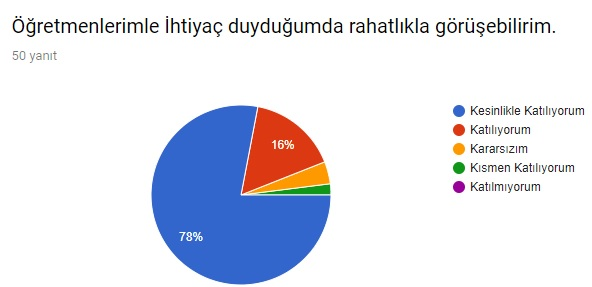 Öğretmenlerimle İhtiyaç duyduğumda rahatlıkla görüşebilirim.
50 yanıt
Kesinlikle Katılıyorum
Katılıyorum
Kararsızım
Kısmen Katılıyorum
Katılmıyorum
16%
78%